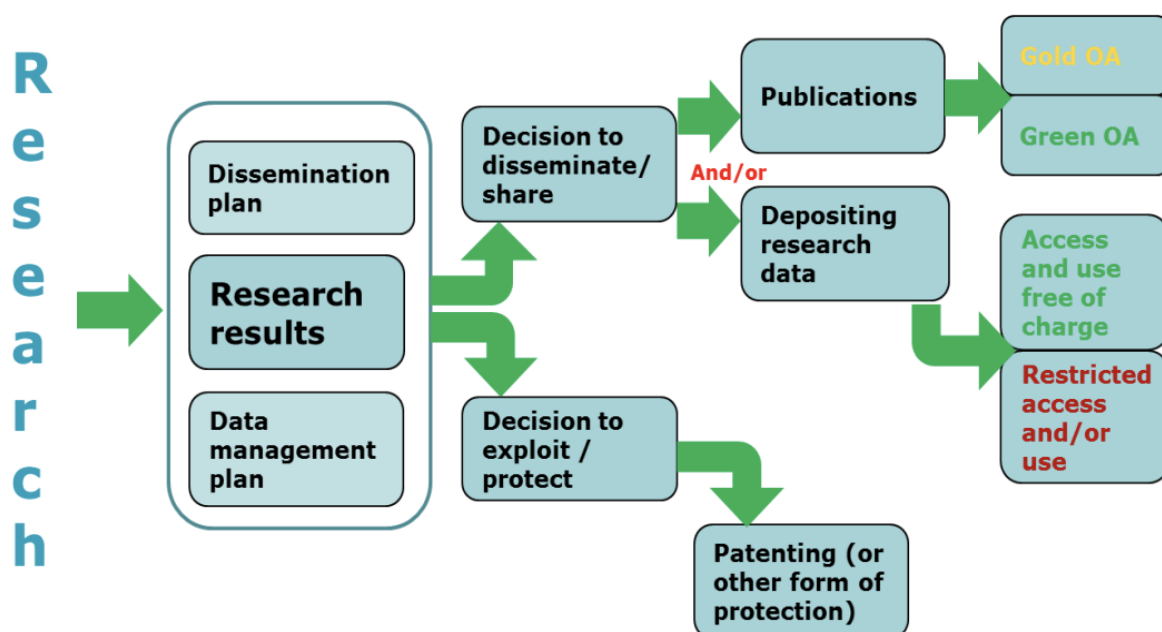 Research
Dissemination
plan
Research
results
Data
management
plan
Decision to
disseminate/
share
And/or
Decision to
exploit /
protect
Publications
Depositing
research
data
Patenting (or
other form of
protection)
Gold OA
Green OA
Access
and use
free of
charge
Restricted
access
and/or
use